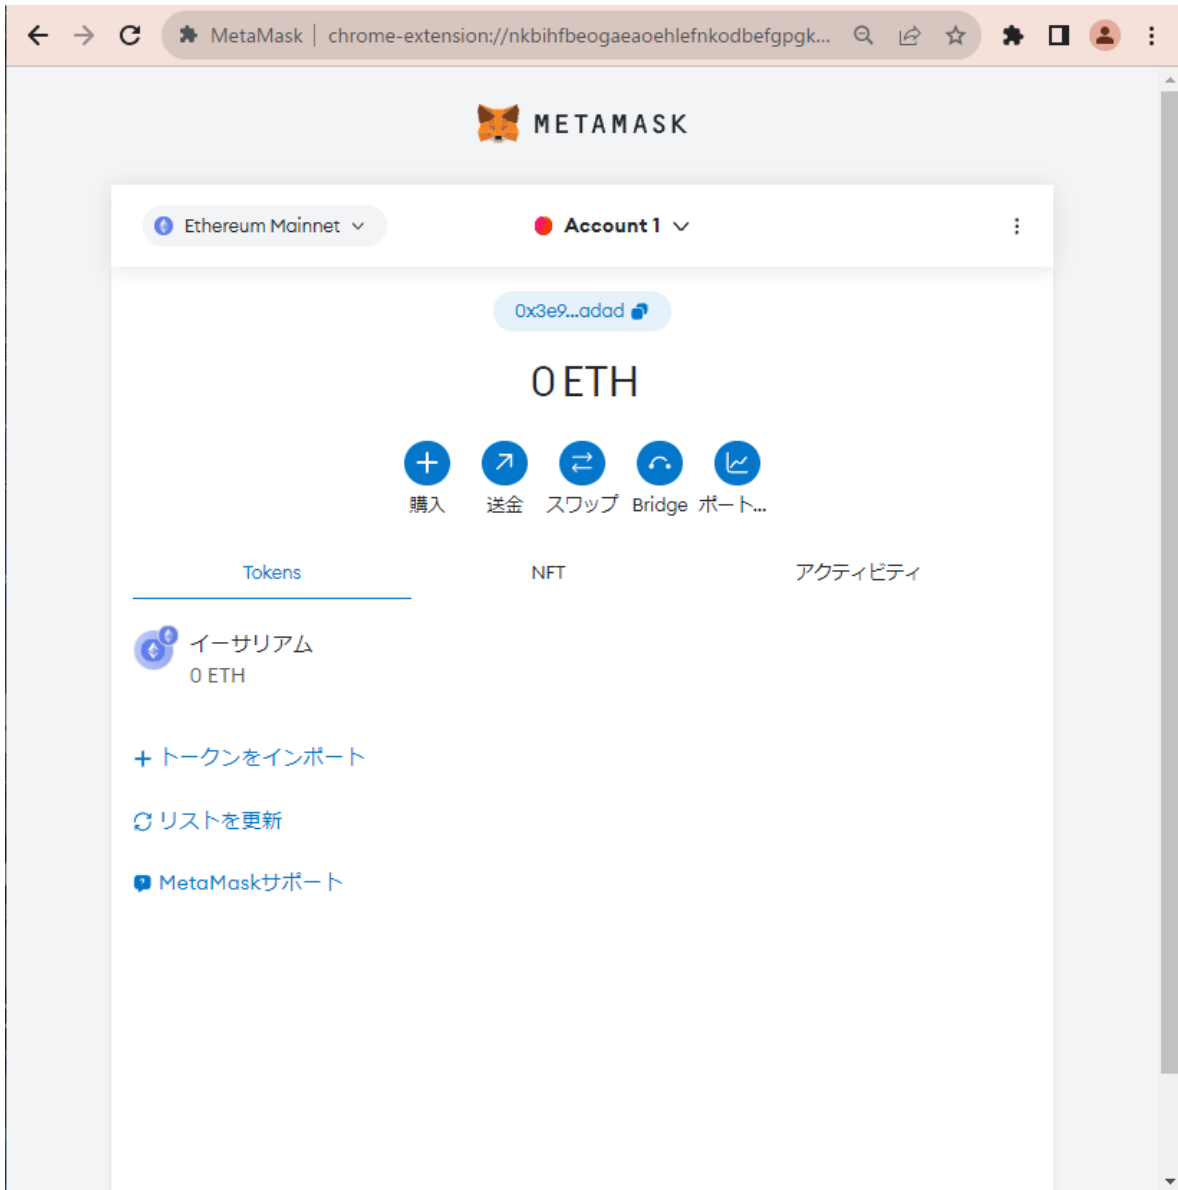 MetaMask | chrome-extension://nkbihfbeogaeaoehlefnkodbefgpgk...
METAMASK
Ethereum Mainnet
Account 1
0x3e9...adad
0 ETH
購入 送金 スワップ Bridge ポート...
Tokens NFT アクティビティ
イーサリアム
0 ETH
トークンをインポート
リストを更新
MetaMaskサポート